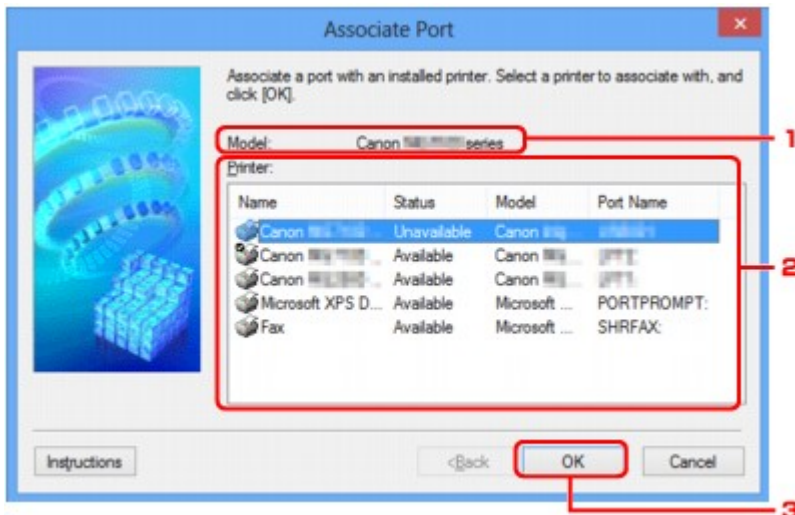 Associate Port
Associate a port with an installed printer. Select a printer to associate with, and
click [OK].
Model: Canon series
Printer:
Name Status Model Port Name
Canon Unavailable Canon
Canon Available Canon
Canon Available Canon
Microsoft XPS D... Available Microsoft ... PORTPROMPT:
Fax Available Microsoft ... SHRFAX:
Instructions <Back OK Cancel
1
2
3